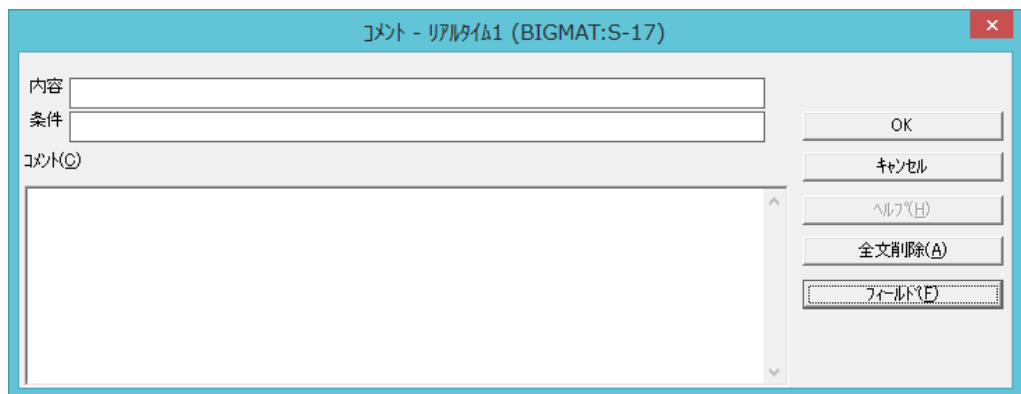 ｺﾒﾝﾄ - ﾘｱﾙﾀｲﾑ1 (BIGMAT:S-17)
内容
条件
OK
ｺﾒﾝﾄ(C)
ｷｬﾝｾﾙ
ﾍﾙﾌﾟ(H)
全文削除(A)
ﾌｨｰﾙﾄﾞ(F)